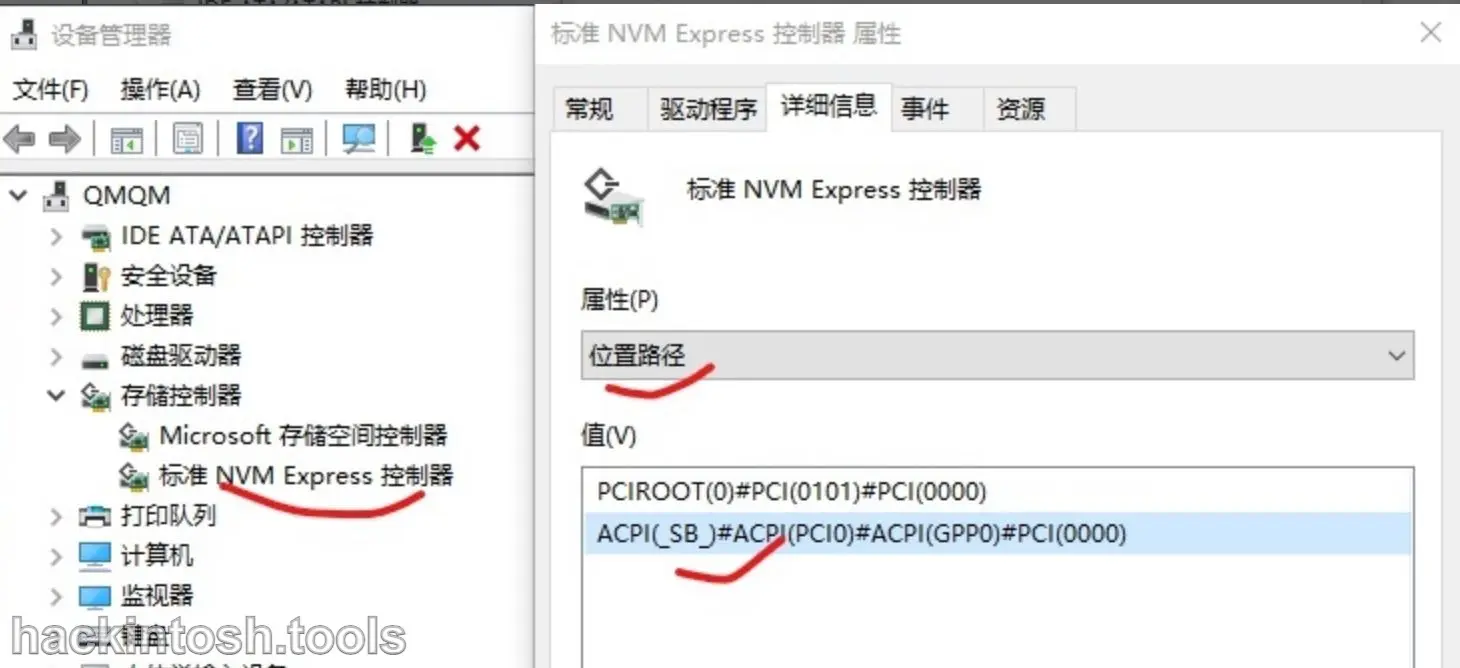 设备管理器
文件(F) 操作(A) 查看(V) 帮助(H)
QMQM
IDE ATA/ATAPI 控制器
安全设备
处理器
磁盘驱动器
存储控制器
Microsoft 存储空间控制器
标准 NVM Express 控制器
打印队列
计算机
监视器
键盘
hackintosh.tools
标准 NVM Express 控制器 属性
常规 驱动程序 详细信息 事件 资源
标准 NVM Express 控制器
属性(P)
位置路径
值(V)
PCIROOT(0)#PCI(0101)#PCI(0000)
ACPI(_SB_)#ACPI(PCI0)#ACPI(GPP0)#PCI(0000)